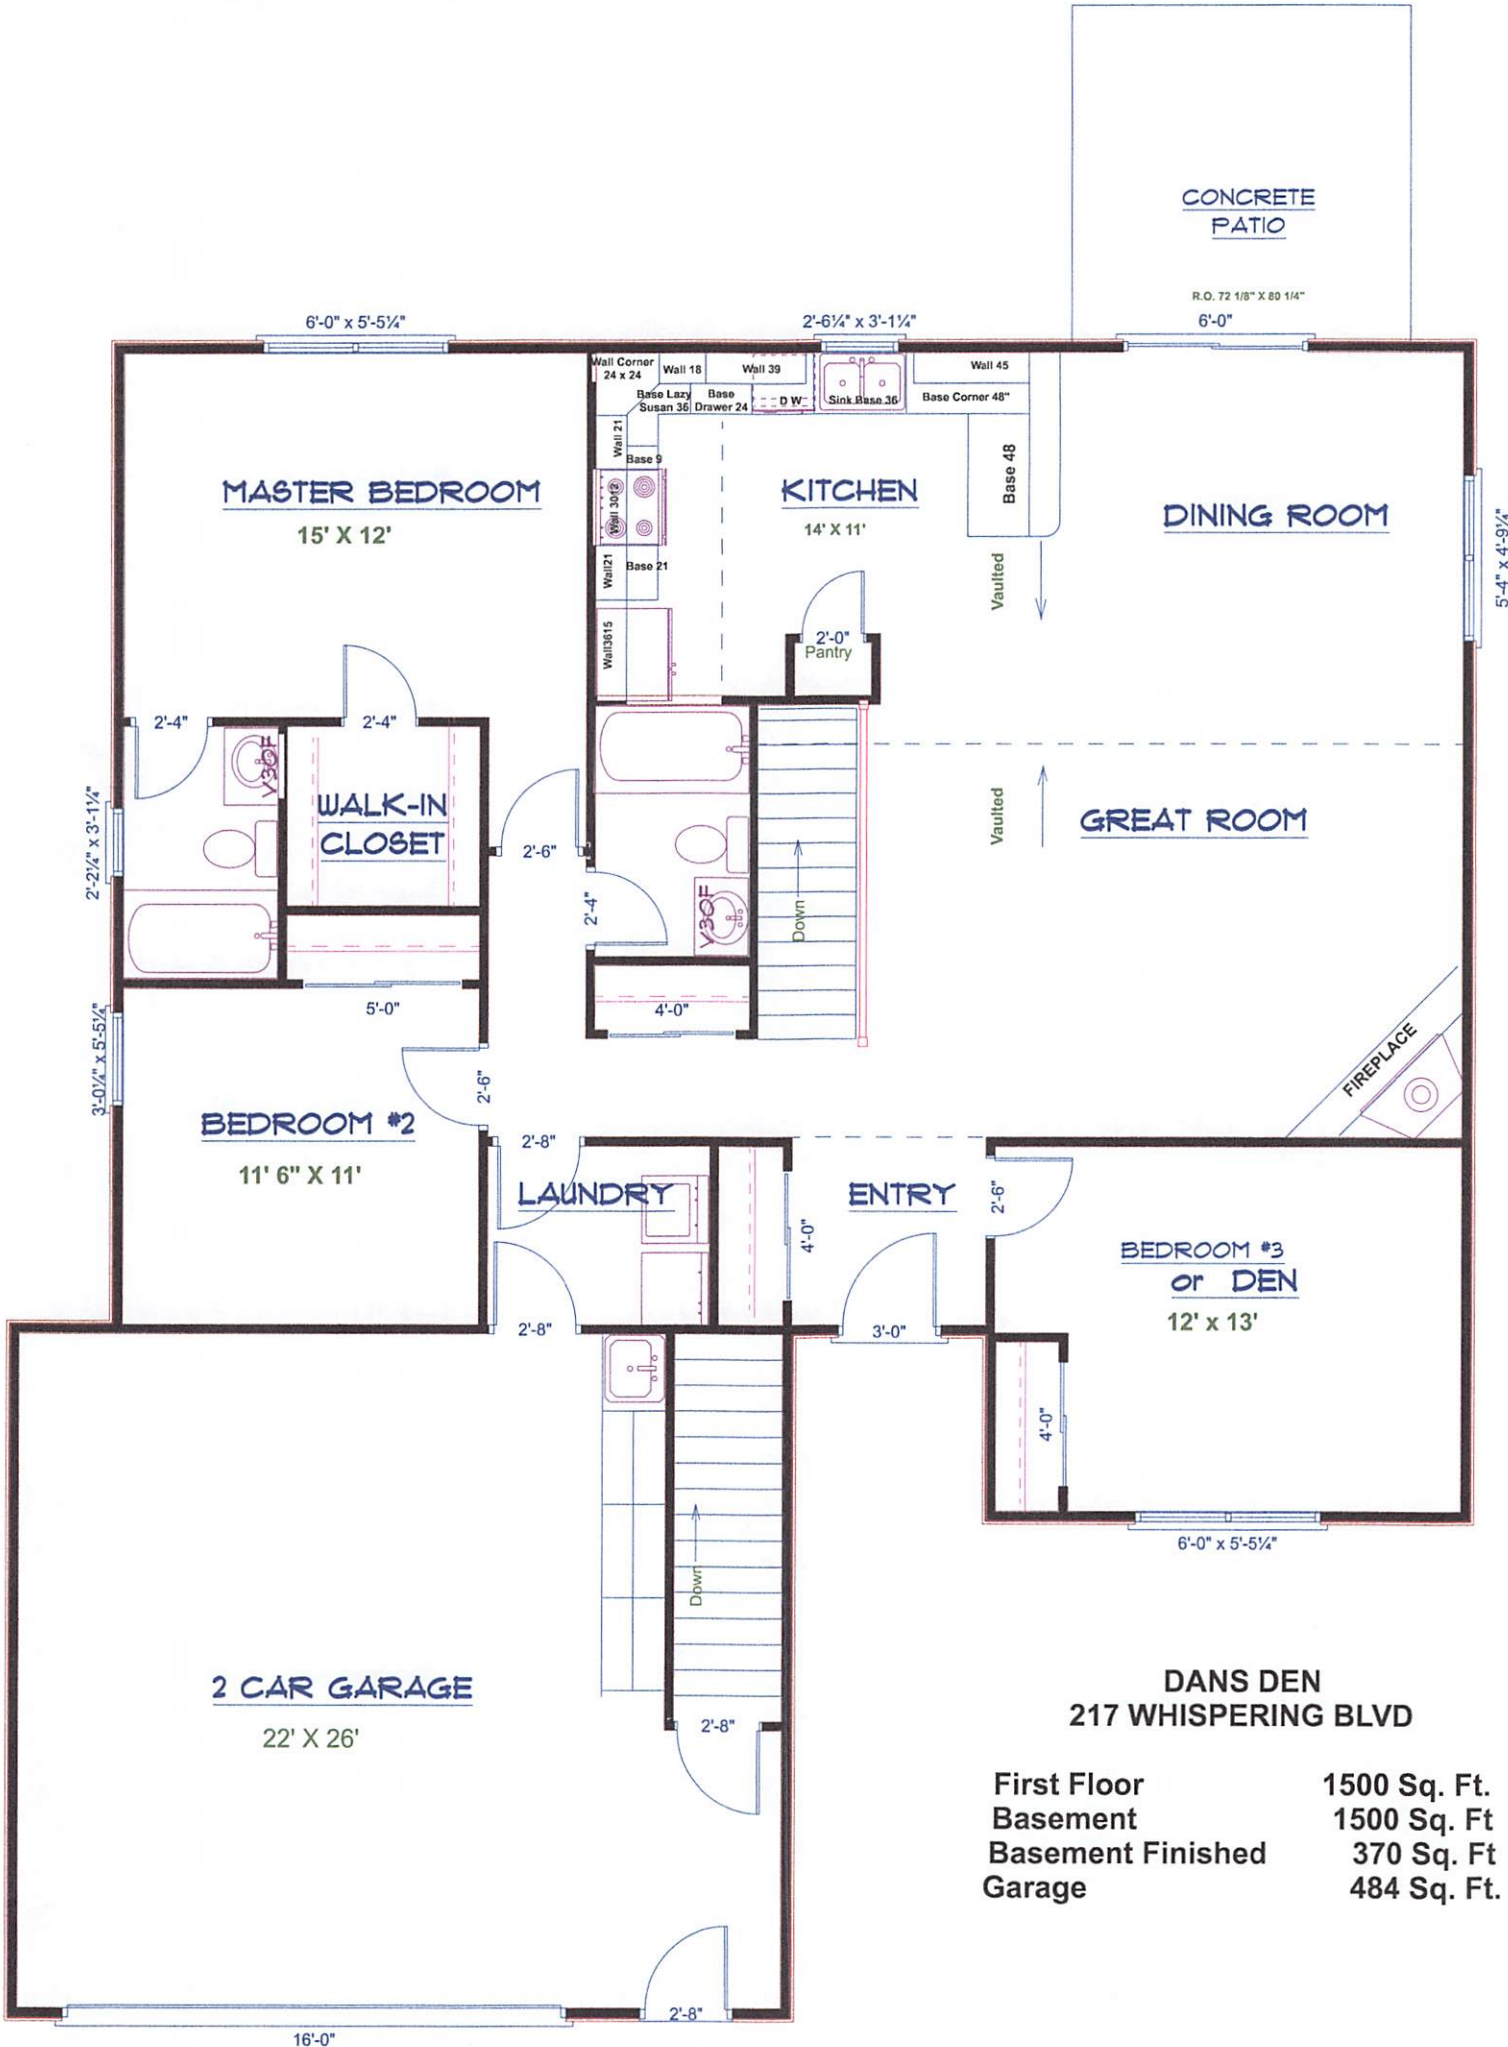 CONCRETE
PATIO
R.O. 72 1/8" X 80 1/4"
6'-0" x 5'-5¼"
2'-6¼" x 3'-1¼"
6'-0"
Wall Corner
24 x 24
Wall 18
Wall 39
Wall 45
Base Lazy
Susan 36
Base
Drawer 24
D W
Sink Base 36
Base Corner 48"
Wall 21
Base 9
Base 48
MASTER BEDROOM
15' X 12'
Wall 3012
KITCHEN
14' X 11'
DINING ROOM
5'-4" x 4'-9¼"
Wall21
Base 21
Vaulted
Wall3615
2'-0"
Pantry
2'-4"
2'-4"
V30F
WALK-IN
CLOSET
2'-2¼" x 3'-1¼"
2'-6"
Vaulted
GREAT ROOM
2'-4"
V30F
Down
5'-0"
4'-0"
3'-0¼" x 5'-5¼"
2'-6"
FIREPLACE
BEDROOM #2
11' 6" X 11'
2'-8"
LAUNDRY
4'-0"
ENTRY
2'-6"
BEDROOM #3
or DEN
12' x 13'
2'-8"
3'-0"
4'-0"
6'-0" x 5'-5¼"
Down
2 CAR GARAGE
22' X 26'
2'-8"
DANS DEN
217 WHISPERING BLVD
First Floor 1500 Sq. Ft.
Basement 1500 Sq. Ft
Basement Finished 370 Sq. Ft
Garage 484 Sq. Ft.
2'-8"
16'-0"